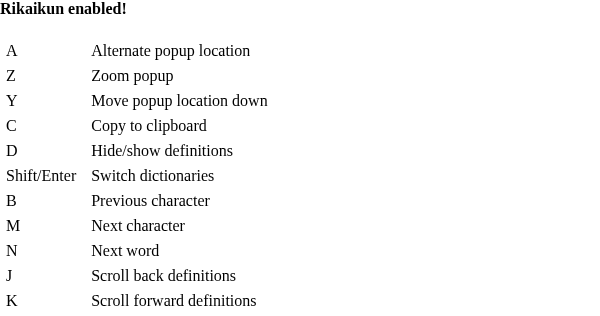 Rikaikun enabled!
A Alternate popup location
Z Zoom popup
Y Move popup location down
C Copy to clipboard
D Hide/show definitions
Shift/Enter Switch dictionaries
B Previous character
M Next character
N Next word
J Scroll back definitions
K Scroll forward definitions